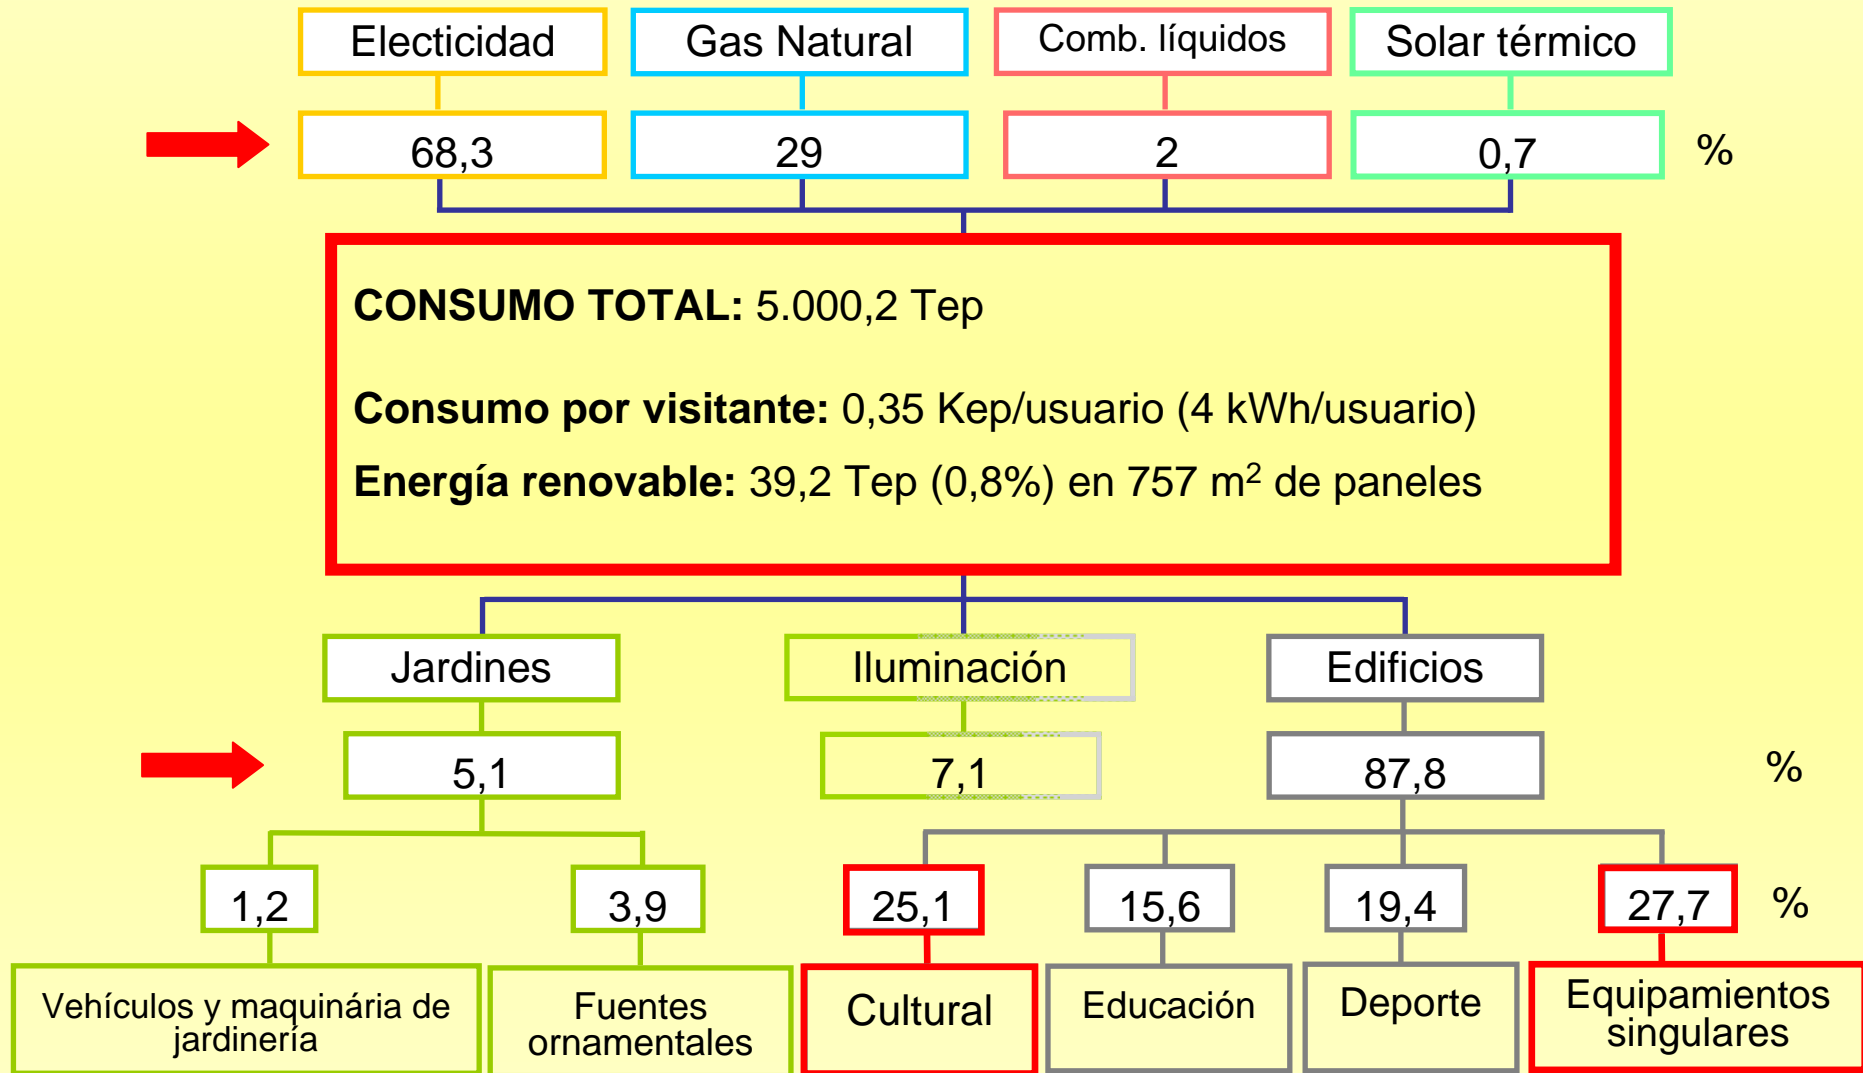 Electicidad
Gas Natural
Comb. líquidos
Solar térmico
68,3
29
2
0,7
%
CONSUMO TOTAL: 5.000,2 Tep
Consumo por visitante: 0,35 Kep/usuario (4 kWh/usuario)
Energía renovable: 39,2 Tep (0,8%) en 757 m² de paneles
Jardines
Iluminación
Edificios
5,1
7,1
87,8
%
1,2
3,9
25,1
15,6
19,4
27,7
%
Vehículos y maquinária de
jardinería
Fuentes
ornamentales
Cultural
Educación
Deporte
Equipamientos
singulares